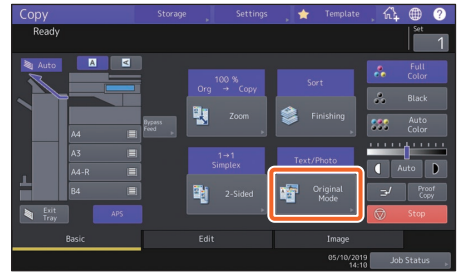 Copy
Storage
Settings
Template
?
Ready
Set
1
Auto
A
A
100 %
Org → Copy
Sort
Full
Color
Zoom
Finishing
Black
Bypass
Feed
Auto
Color
A4
A3
A4-R
B4
1→1
Simplex
Text/Photo
Auto
2-Sided
Original
Mode
Proof
Copy
Exit
Tray
APS
Stop
Basic
Edit
Image
05/10/2019
14:10
Job Status